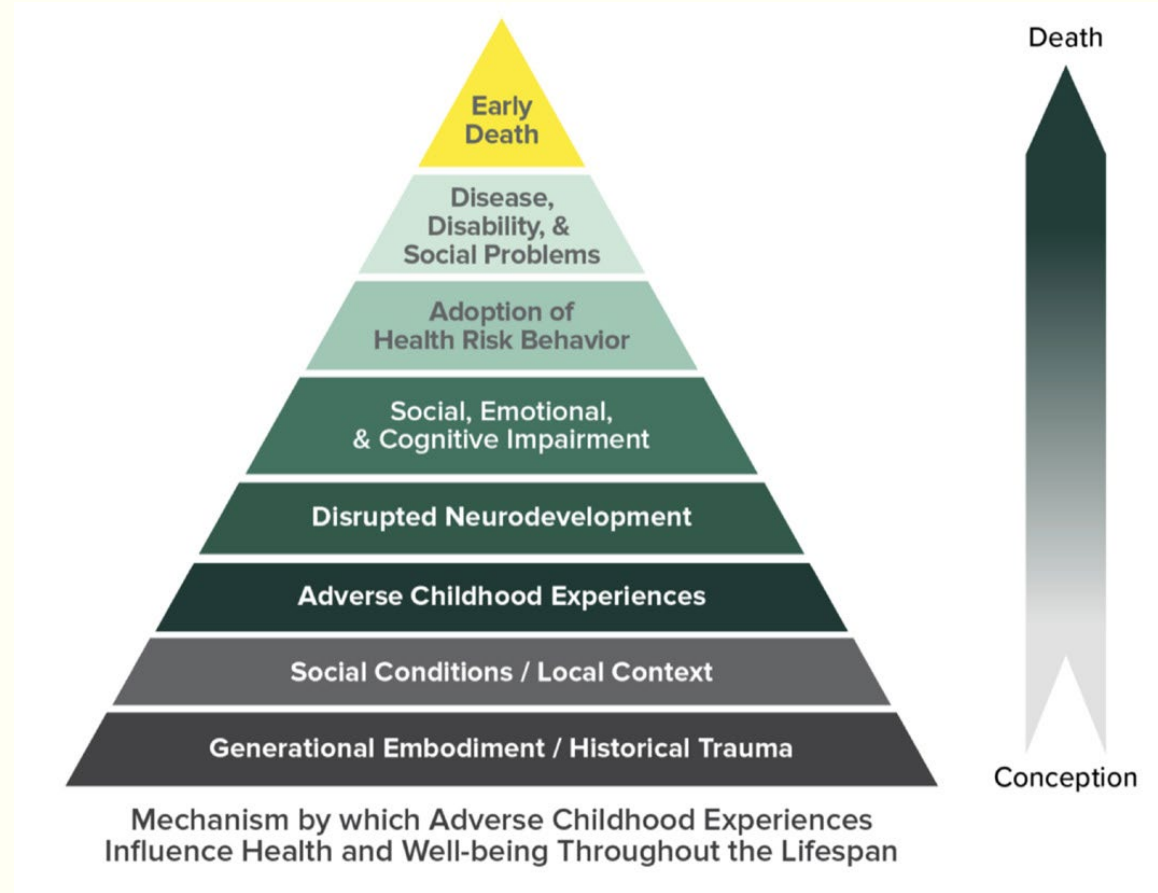 Early
Death
Disease,
Disability, &
Social Problems
Adoption of
Health Risk Behavior
Social, Emotional,
& Cognitive Impairment
Disrupted Neurodevelopment
Adverse Childhood Experiences
Social Conditions / Local Context
Generational Embodiment / Historical Trauma
Mechanism by which Adverse Childhood Experiences
Influence Health and Well-being Throughout the Lifespan
Death
Conception